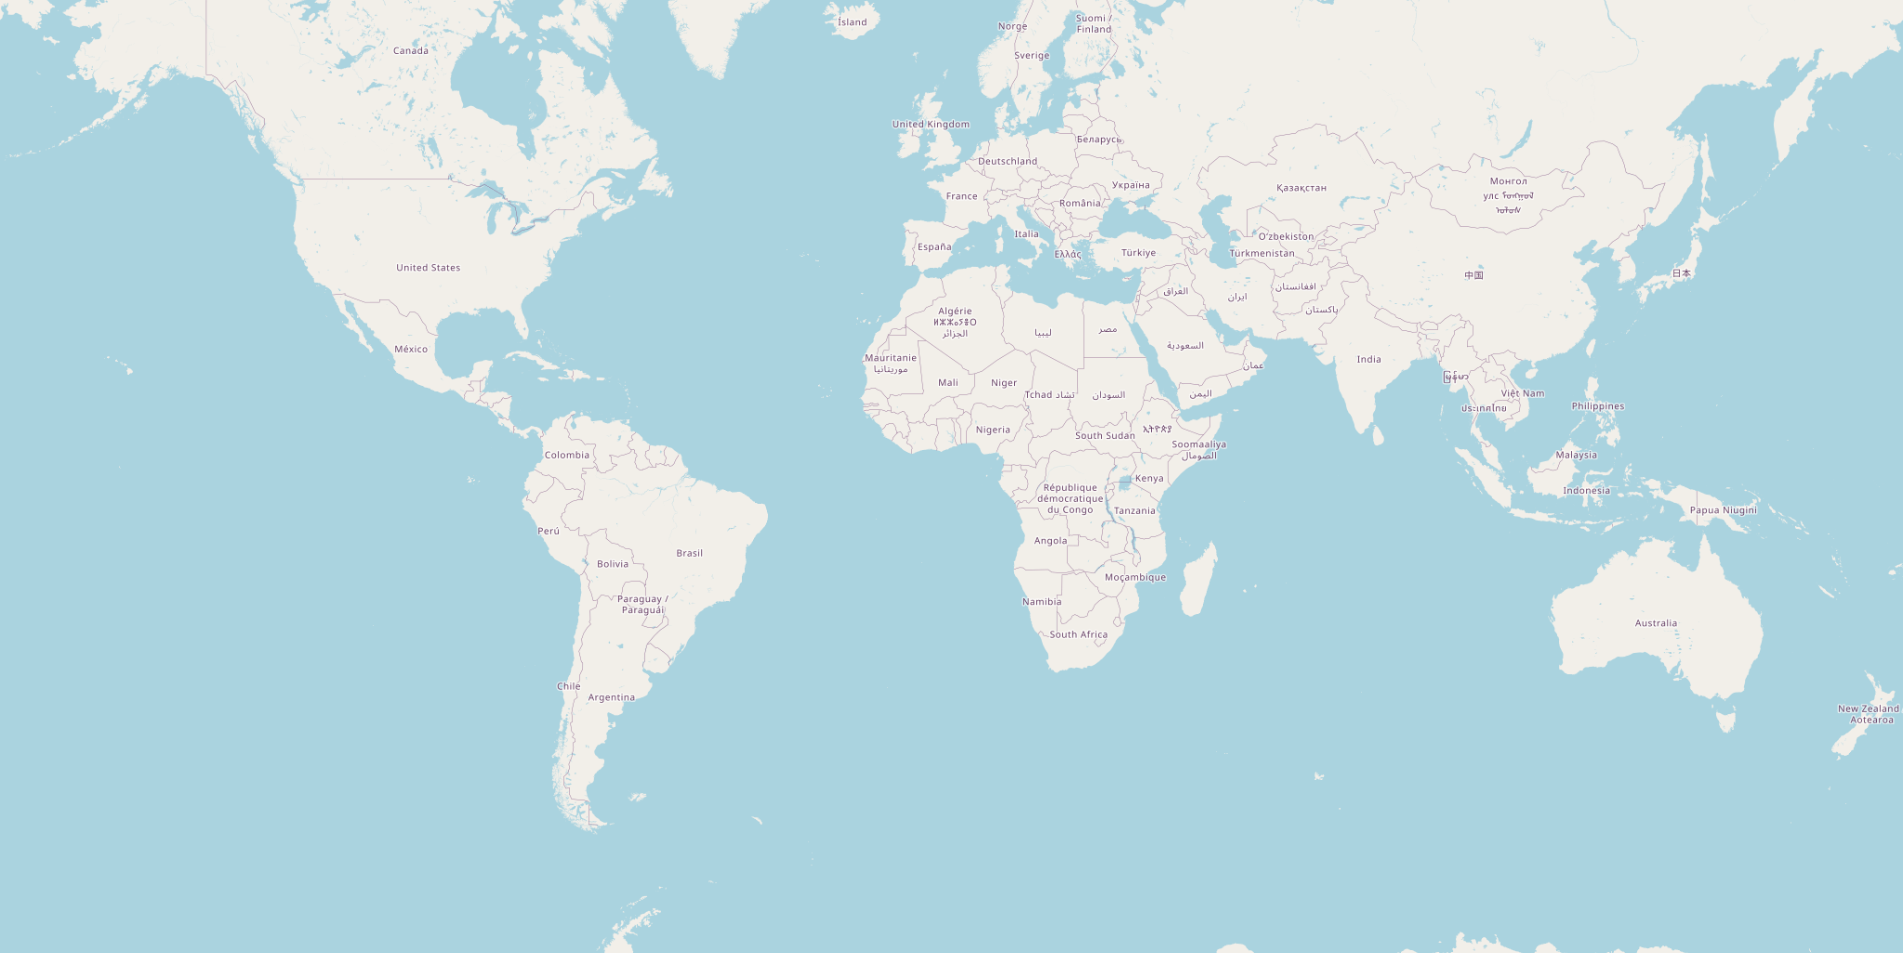 Ísland
Norge
Suomi /
Finland
Sverige
Canada
United Kingdom
Беларусь
Deutschland
Україна
France
România
Қазақстан
Монгол
улс
Italia
España
Ελλάς
Türkiye
Oʻzbekiston
Türkmenistan
United States
中国
日本
العراق
ایران
افغانستان
پاکستان
Algérie
ⵍⵣⵣⴰⵢⴻⵔ
الجزائر
ليبيا
مصر
السعودية
México
Mauritanie
موريتانيا
India
عمان
Mali
Niger
Tchad تشاد
السودان
اليمن
Việt Nam
ประเทศไทย
Philippines
Nigeria
South Sudan
ኢትዮጵያ
Soomaaliya
الصومال
Colombia
Malaysia
Kenya
République
démocratique
du Congo
Indonesia
Tanzania
Papua Niugini
Perú
Angola
Brasil
Bolivia
Moçambique
Paraguay /
Paraguái
Namibia
South Africa
Australia
Chile
Argentina
New Zealand
Aotearoa